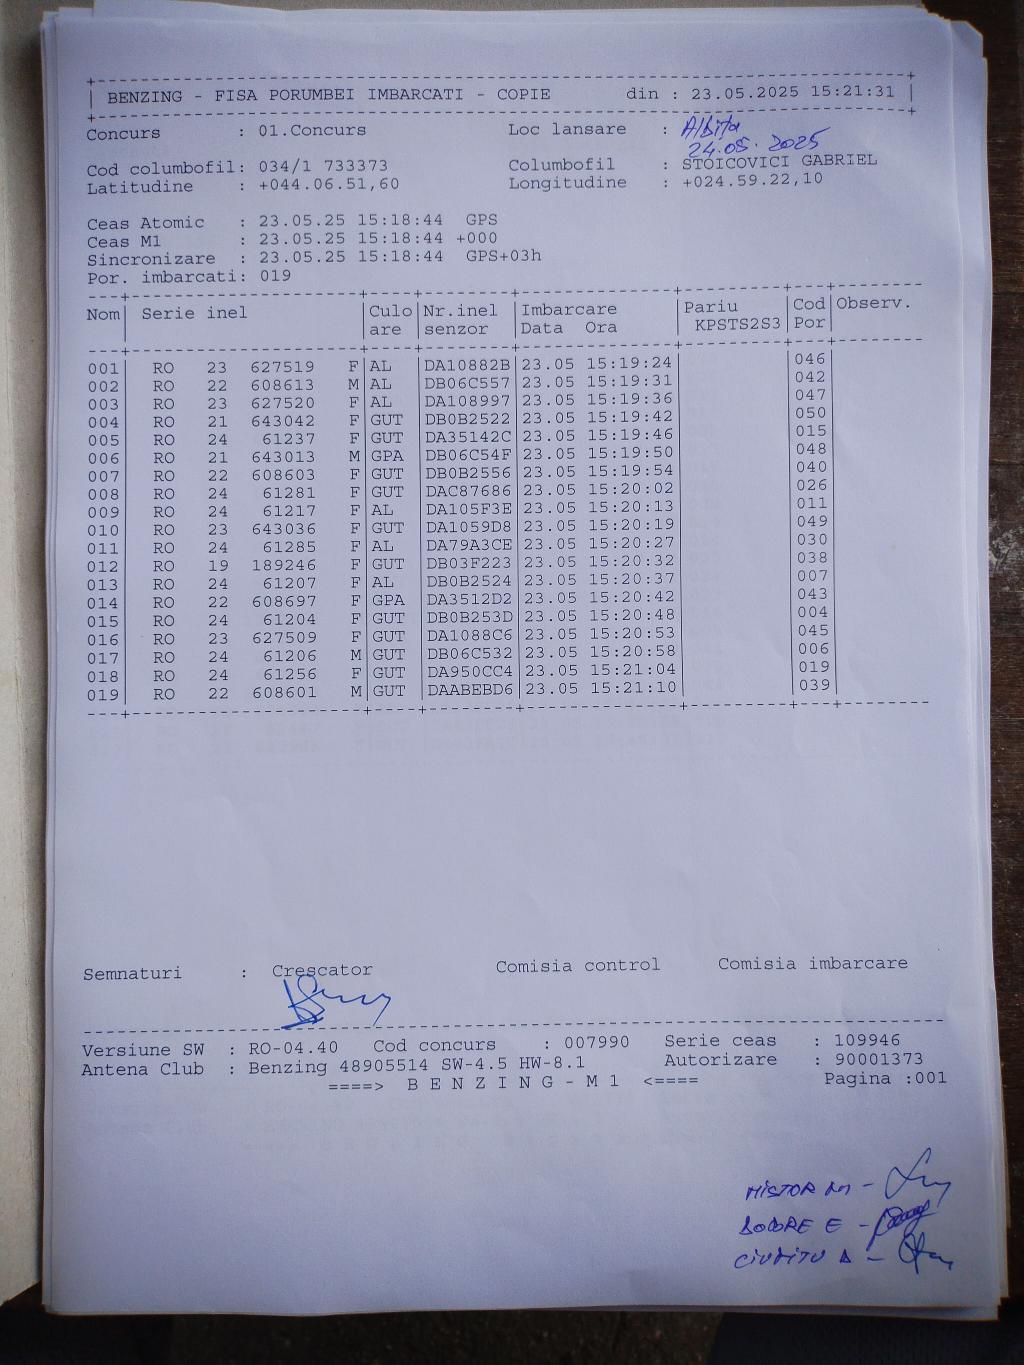 BENZING - FISA PORUMBEI IMBARCATI - COPIE din : 23.05.2025 15:21:31
Concurs : 01.Concurs Loc lansare : Albița
24.05.2025
Cod columbofil: 034/1 733373 Columbofil : STOICOVICI GABRIEL
Latitudine : +044.06.51,60 Longitudine : +024.59.22,10
Ceas Atomic : 23.05.25 15:18:44 GPS
Ceas M1 : 23.05.25 15:18:44 +000
Sincronizare : 23.05.25 15:18:44 GPS+03h
Por. imbarcati: 019
Nom Serie inel Culo Nr.inel Imbarcare Pariu Cod Observ.
are senzor Data Ora KPSTS2S3 Por
001 RO 23 627519 F AL DA10882B 23.05 15:19:24 046
002 RO 22 608613 M AL DB06C557 23.05 15:19:31 042
003 RO 23 627520 F AL DA108997 23.05 15:19:36 047
004 RO 21 643042 F GUT DB0B2522 23.05 15:19:42 050
005 RO 24 61237 F GUT DA35142C 23.05 15:19:46 015
006 RO 21 643013 M GPA DB06C54F 23.05 15:19:50 048
007 RO 22 608603 F GUT DB0B2556 23.05 15:19:54 040
008 RO 24 61281 F GUT DAC87686 23.05 15:20:02 026
009 RO 24 61217 F AL DA105F3E 23.05 15:20:13 011
010 RO 23 643036 F GUT DA1059D8 23.05 15:20:19 049
011 RO 24 61285 F AL DA79A3CE 23.05 15:20:27 030
012 RO 19 189246 F GUT DB03F223 23.05 15:20:32 038
013 RO 24 61207 F AL DB0B2524 23.05 15:20:37 007
014 RO 22 608697 F GPA DA3512D2 23.05 15:20:42 043
015 RO 24 61204 F GUT DB0B253D 23.05 15:20:48 004
016 RO 23 627509 F GUT DA1088C6 23.05 15:20:53 045
017 RO 24 61206 M GUT DB06C532 23.05 15:20:58 006
018 RO 24 61256 F GUT DA950CC4 23.05 15:21:04 019
019 RO 22 608601 M GUT DAABEBD6 23.05 15:21:10 039
Semnaturi : Crescator Comisia control Comisia imbarcare
Versiune SW : RO-04.40 Cod concurs : 007990 Serie ceas : 109946
Antena Club : Benzing 48905514 SW-4.5 HW-8.1 Autorizare : 90001373
====> B E N Z I N G - M 1 <==== Pagina :001
MISTOR M -
E -